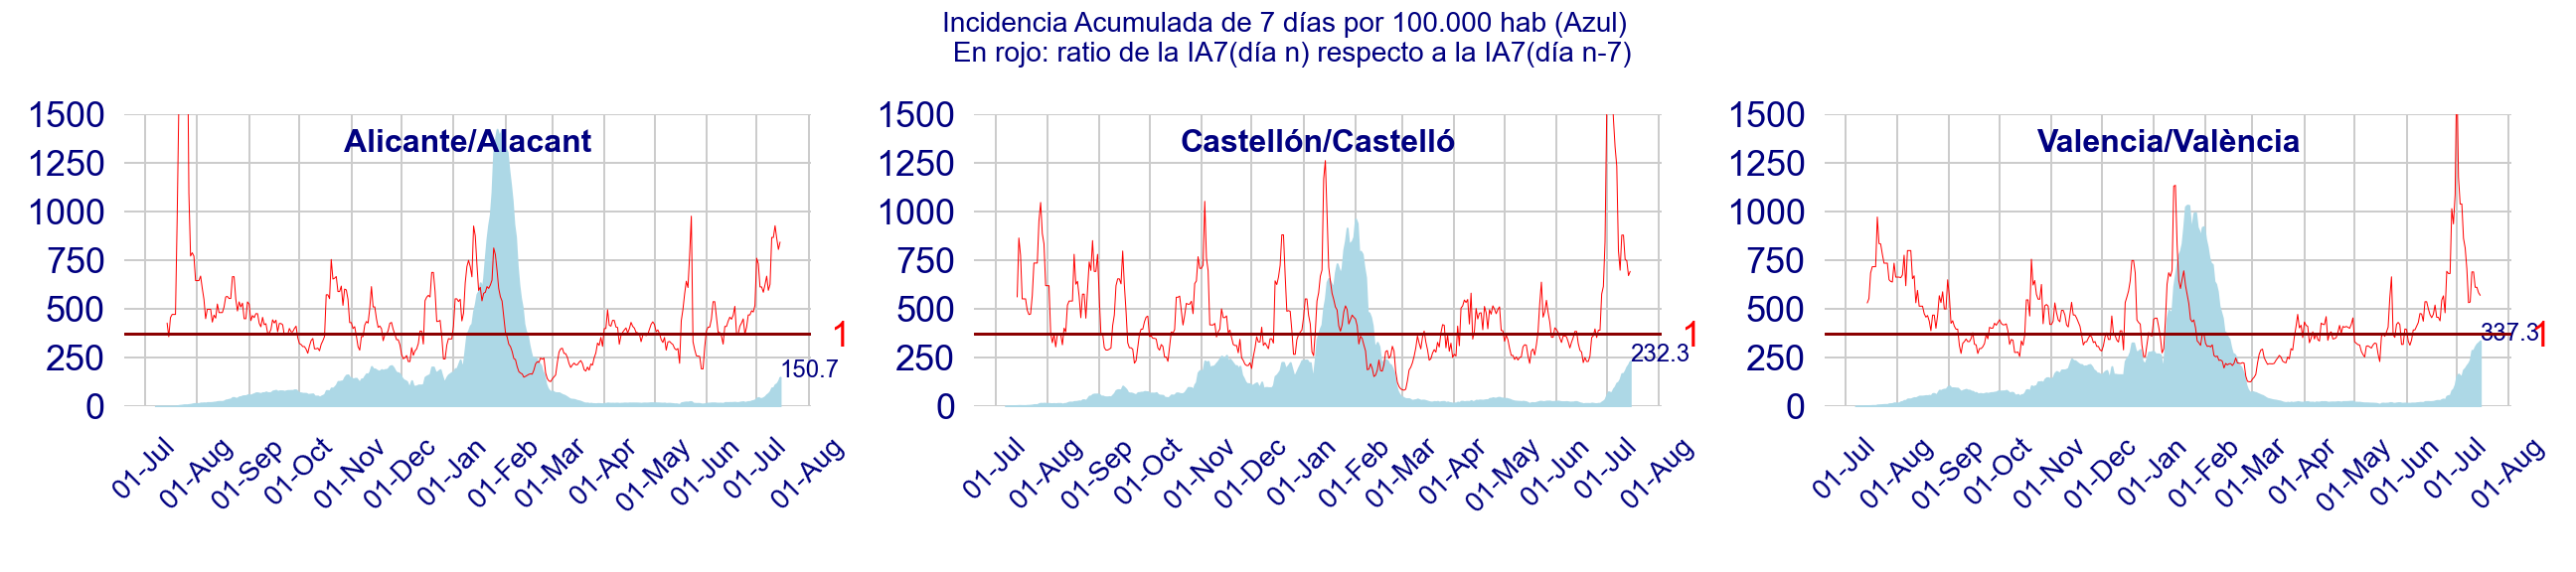 Incidencia Acumulada de 7 días por 100.000 hab (Azul)
En rojo: ratio de la IA7(día n) respecto a la IA7(día n-7)
Alicante/Alacant
1500
1250
1000
750
500
250
0
150.7
1
01-Jul
01-Aug
01-Sep
01-Oct
01-Nov
01-Dec
01-Jan
01-Feb
01-Mar
01-Apr
01-May
01-Jun
01-Jul
01-Aug
Castellón/Castelló
1500
1250
1000
750
500
250
0
232.3
1
01-Jul
01-Aug
01-Sep
01-Oct
01-Nov
01-Dec
01-Jan
01-Feb
01-Mar
01-Apr
01-May
01-Jun
01-Jul
01-Aug
Valencia/València
1500
1250
1000
750
500
250
0
337.3
1
01-Jul
01-Aug
01-Sep
01-Oct
01-Nov
01-Dec
01-Jan
01-Feb
01-Mar
01-Apr
01-May
01-Jun
01-Jul
01-Aug